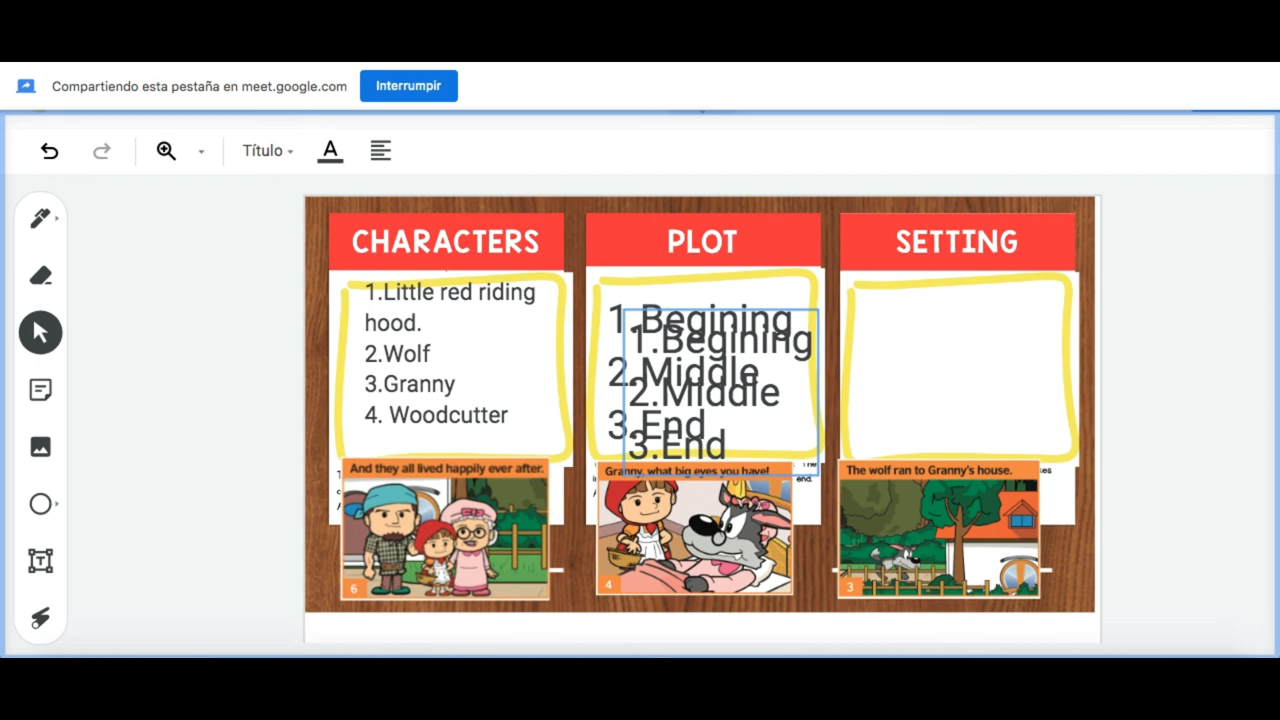 Compartiendo esta pestaña en meet.google.com
Interrumpir
Título
A
CHARACTERS
1.Little red riding
hood.
2.Wolf
3.Granny
4. Woodcutter
And they all lived happily ever after.
6
PLOT
1.Begining
2.Middle
3.End
1.Begining
2.Middle
3.End
The
end.
Granny, what big eyes you have!
4
SETTING
The wolf ran to Granny's house.
3